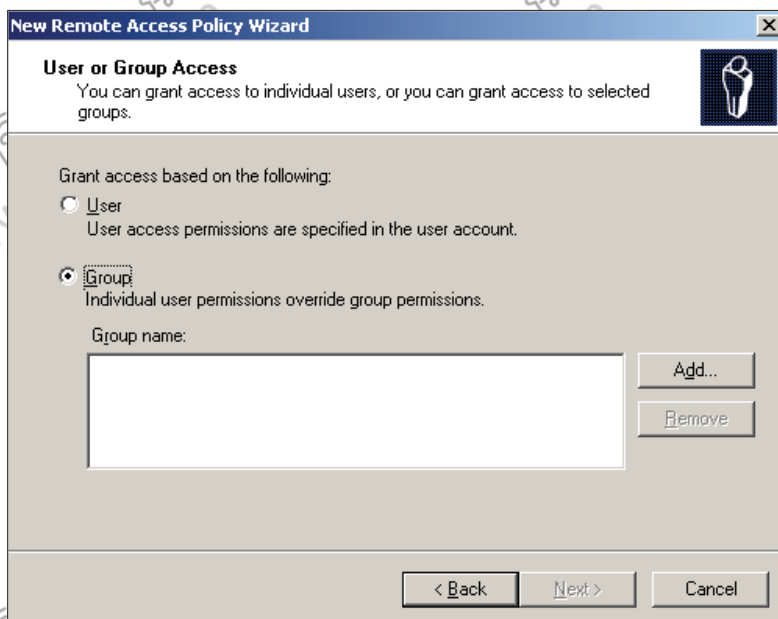 New Remote Access Policy Wizard
User or Group Access
You can grant access to individual users, or you can grant access to selected
groups.
Grant access based on the following:
User
User access permissions are specified in the user account.
Group
Individual user permissions override group permissions.
Group name:
Add...
Remove
< Back
Next >
Cancel